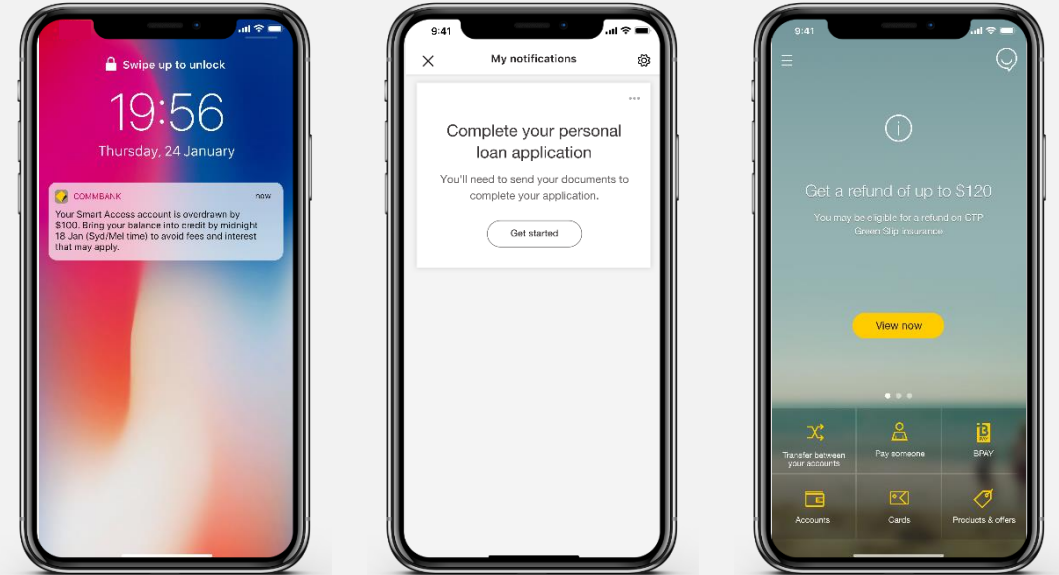 Swipe up to unlock
19:56
Thursday, 24 January
COMMBANK now
Your Smart Access account is overdrawn by
$100. Bring your balance into credit by midnight
18 Jan (Syd/Mel time) to avoid fees and interest
that may apply.
9:41
My notifications
Complete your personal
loan application
You'll need to send your documents to
complete your application.
Get started
9:41
Get a refund of up to $120
You may be eligible for a refund on CTP
Green Slip insurance
View now
Transfer between
your accounts
Pay someone
BPAY
Accounts
Cards
Products & offers